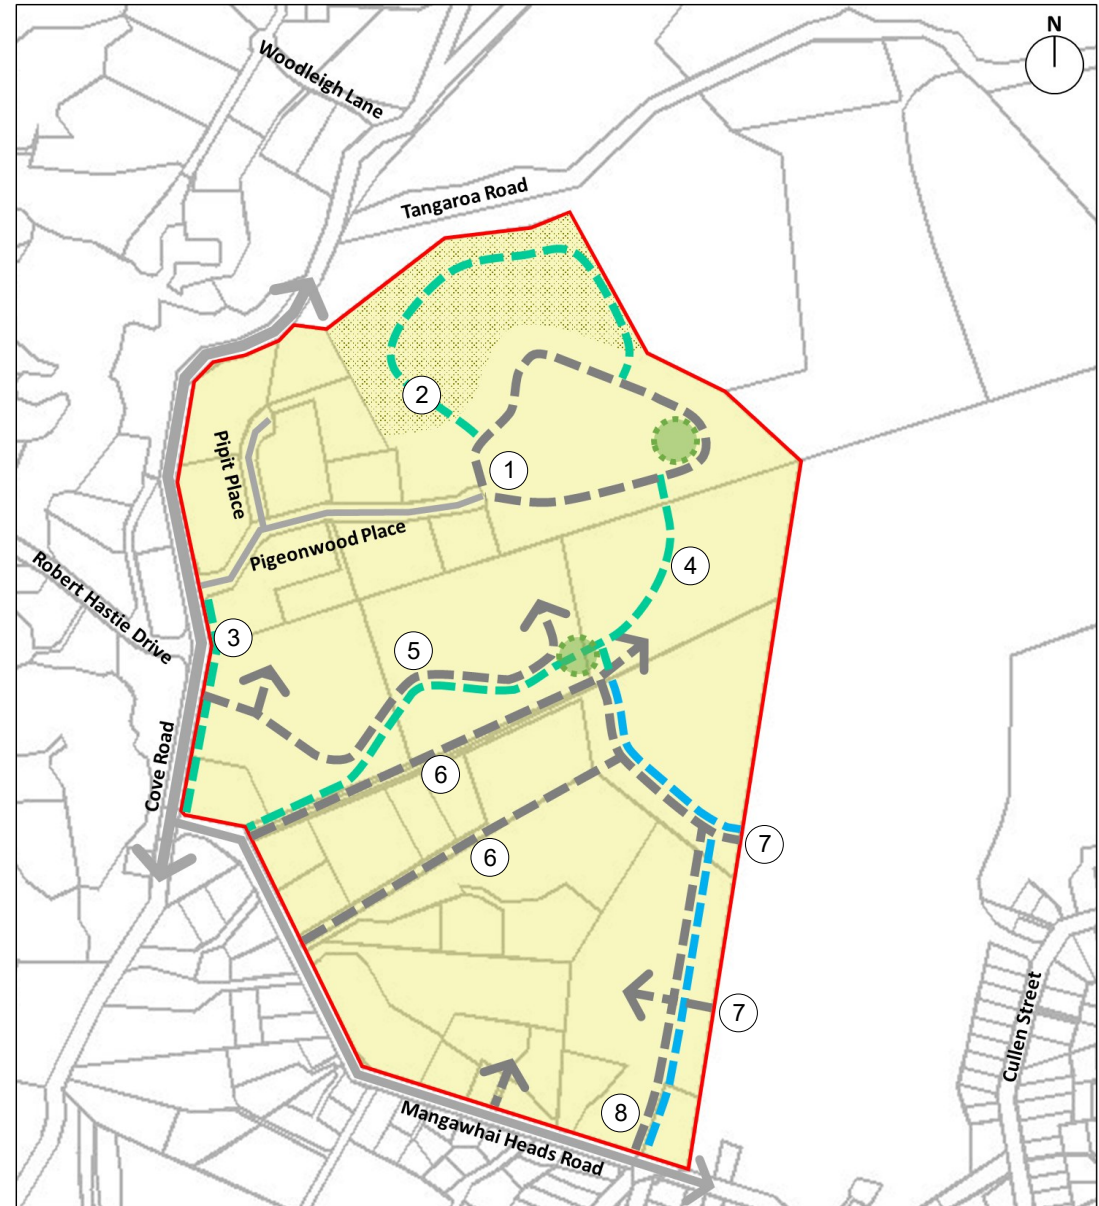 N
Woodleigh Lane
Tangaroa Road
2
1
Pipit Place
Pigeonwood Place
4
Robert Hastie Drive
3
5
Cove Road
6
6
7
7
Cullen Street
8
Mangawhai Heads Road